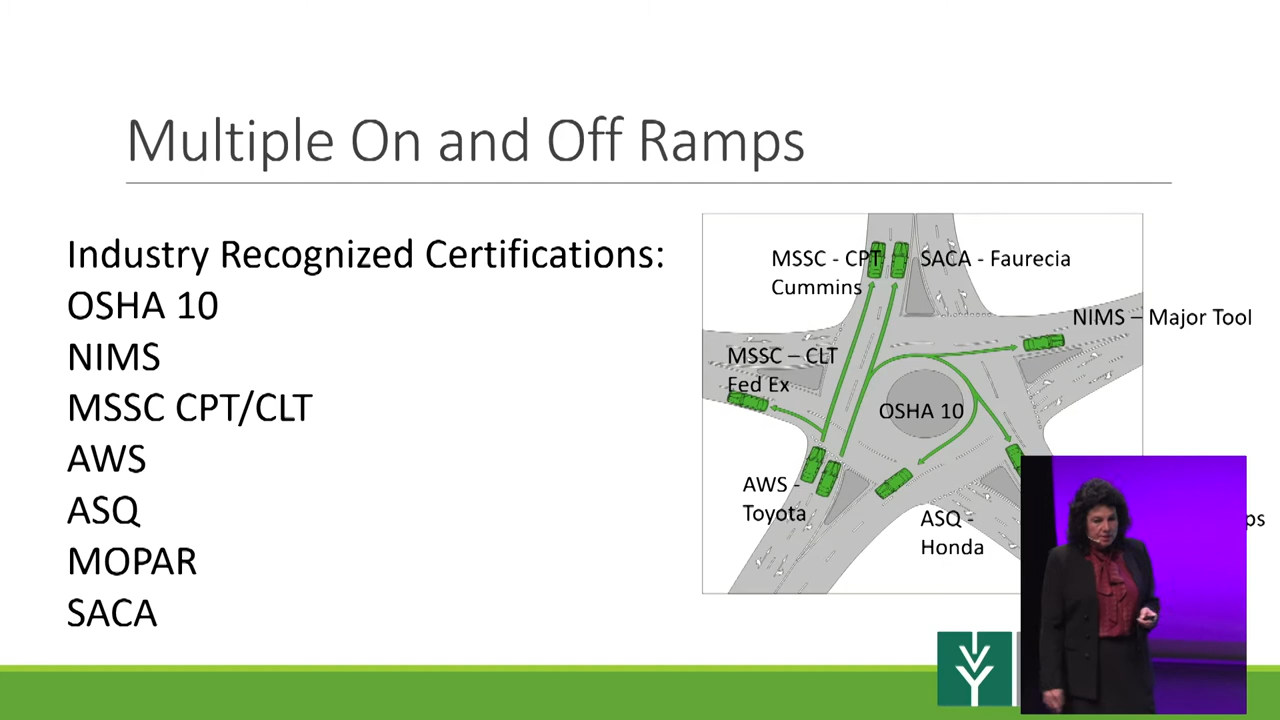 Multiple On and Off Ramps
Industry Recognized Certifications:
OSHA 10
NIMS
MSSC CPT/CLT
AWS
ASQ
MOPAR
SACA
MSSC - CPT
Cummins
SACA - Faurecia
NIMS – Major Tool
MSSC – CLT
Fed Ex
OSHA 10
AWS -
Toyota
ASQ -
Honda